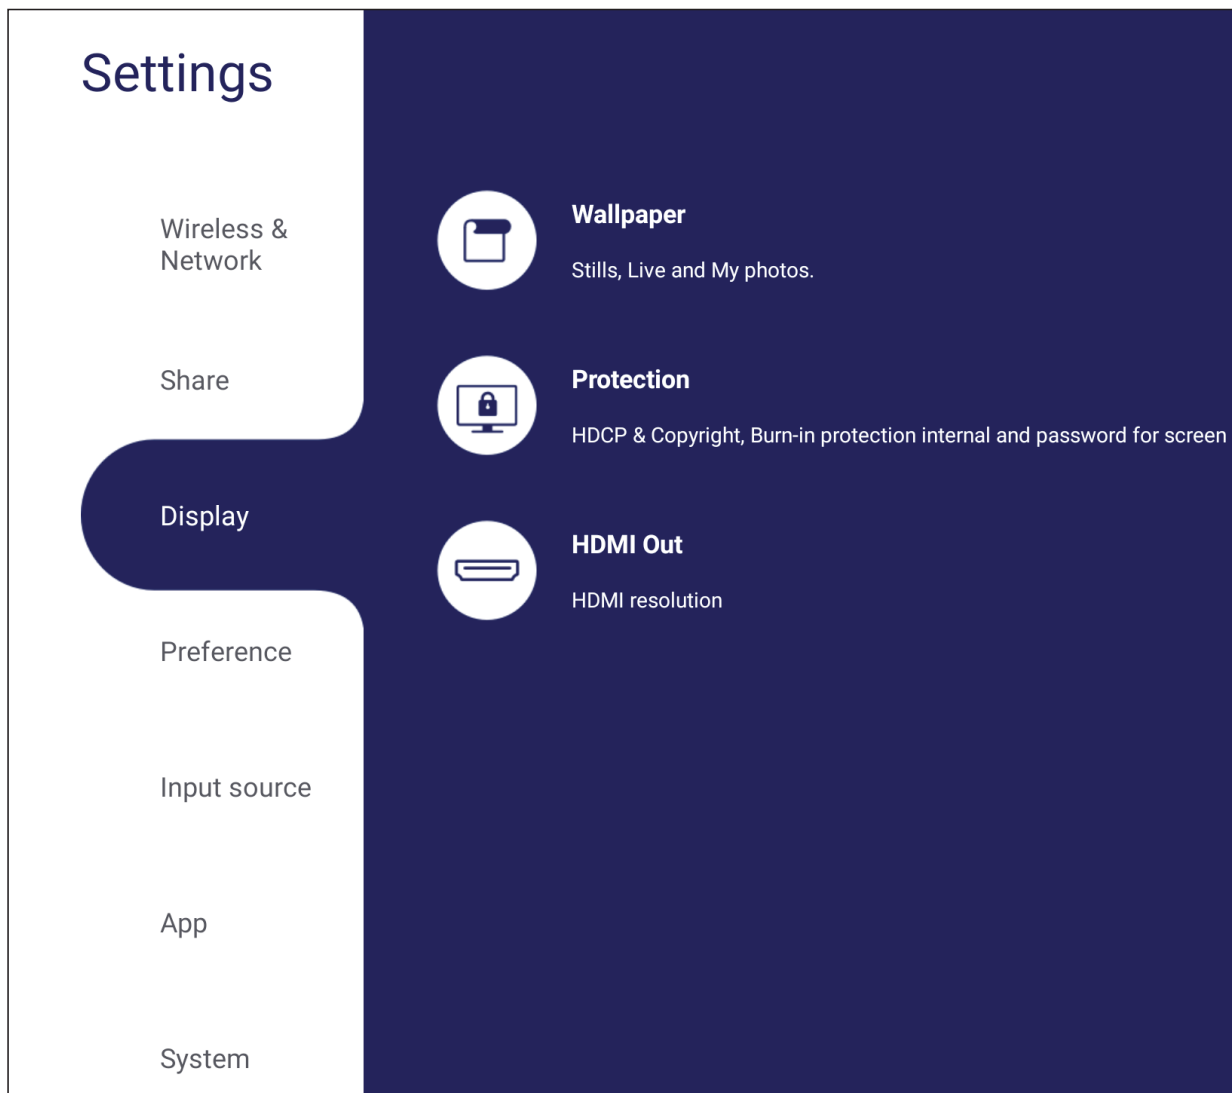 Settings
Wireless &
Network
Share
Display
Preference
Input source
App
System
Wallpaper
Stills, Live and My photos.
Protection
HDCP & Copyright, Burn-in protection internal and password for screen
HDMI Out
HDMI resolution